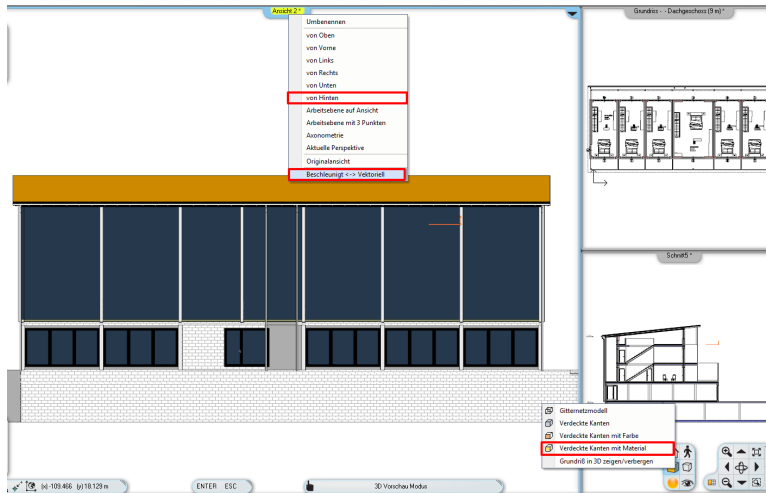 Ansicht 2 *
Umbenennen
von Oben
von Vorne
von Links
von Rechts
von Unten
von Hinten
Arbeitsebene auf Ansicht
Arbeitsebene mit 3 Punkten
Axonometrie
Aktuelle Perspektive
Originalansicht
Beschleunigt <-> Vektoriell
Grundriss - - Dachgeschoss (9 m) *
Schnitt5 *
Gitternetzmodell
Verdeckte Kanten
Verdeckte Kanten mit Farbe
Verdeckte Kanten mit Material
Grundriß in 3D zeigen/verbergen
(x)-109.466 (y)18.129 m
ENTER ESC
3D Vorschau Modus